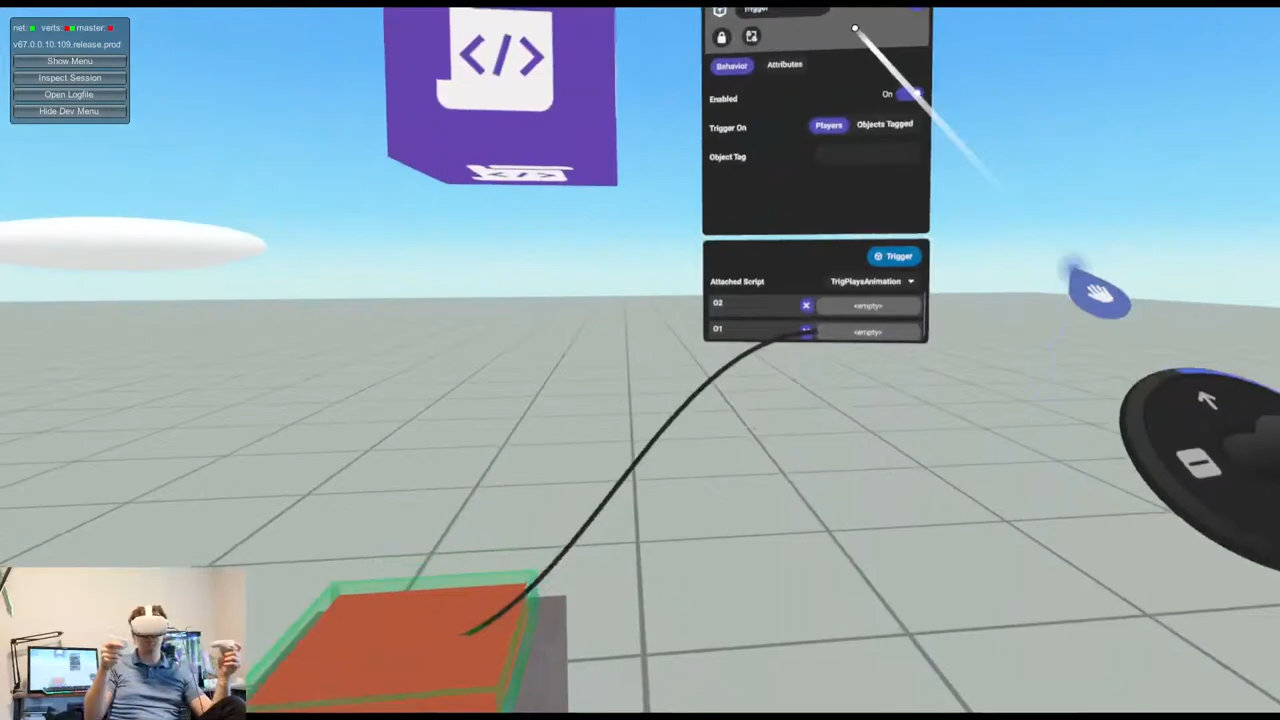 net: verts: master:
v67.0.0.10.109.release.prod
Show Menu
Inspect Session
Open Logfile
Hide Dev Menu
</>
</>
Trigger
Behavior Attributes
Enabled On
Trigger On Players Objects Tagged
Object Tag
Trigger
Attached Script TrigPlaysAnimation
02 x <empty>
01 <empty>